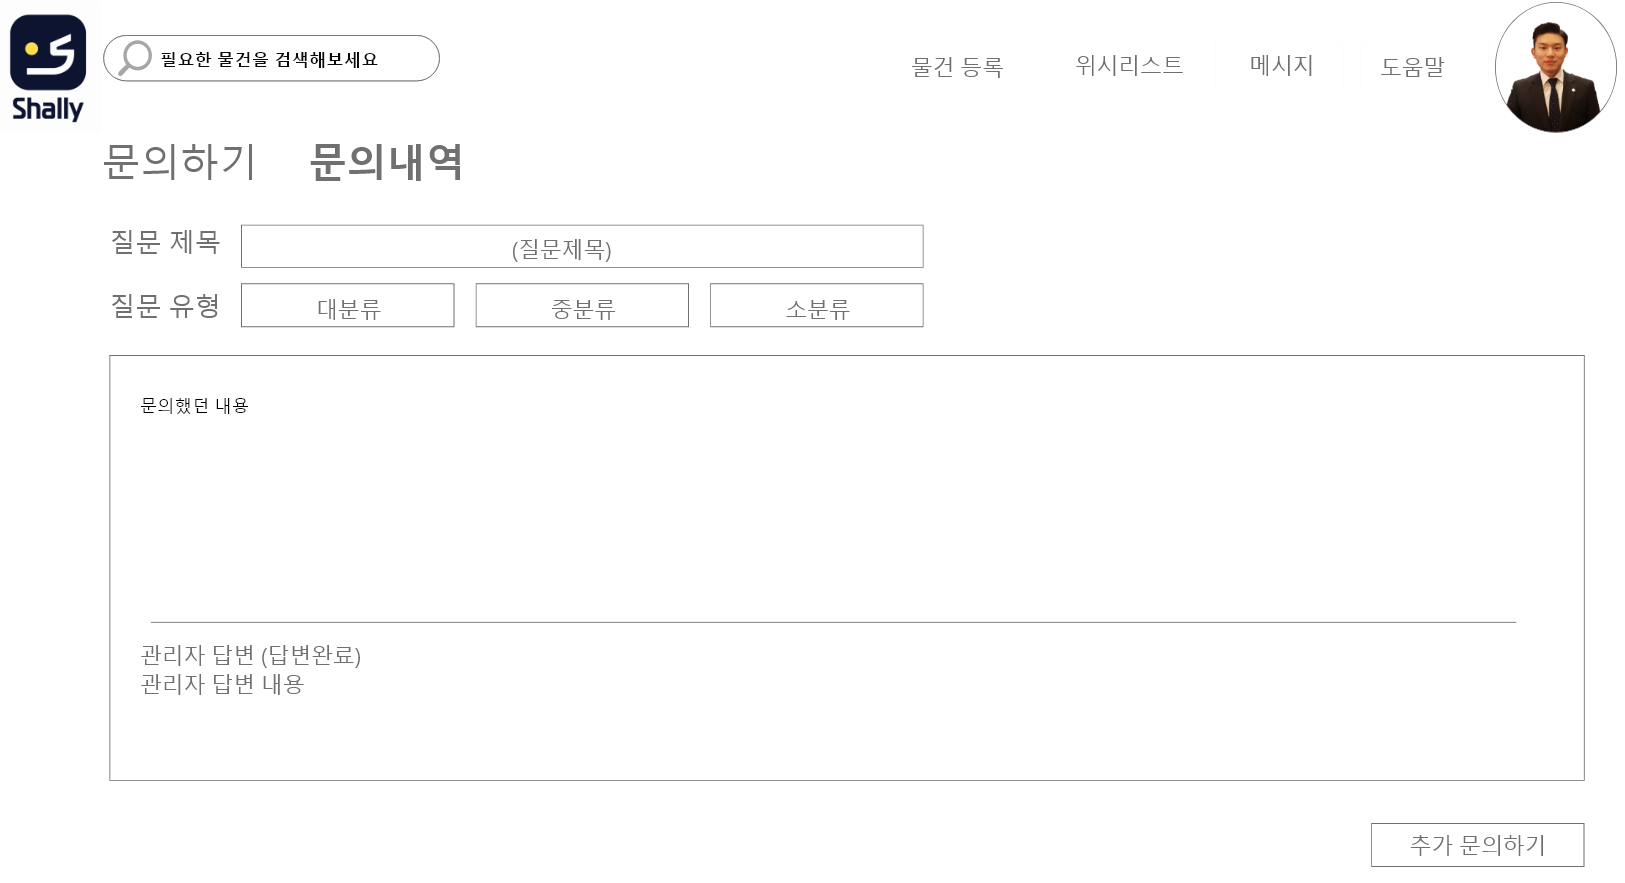 Shally
필요한 물건을 검색해보세요
물건 등록
위시리스트
메시지
도움말
문의하기
문의내역
질문 제목
(질문제목)
질문 유형
대분류
중분류
소분류
문의했던 내용
관리자 답변 (답변완료)
관리자 답변 내용
추가 문의하기